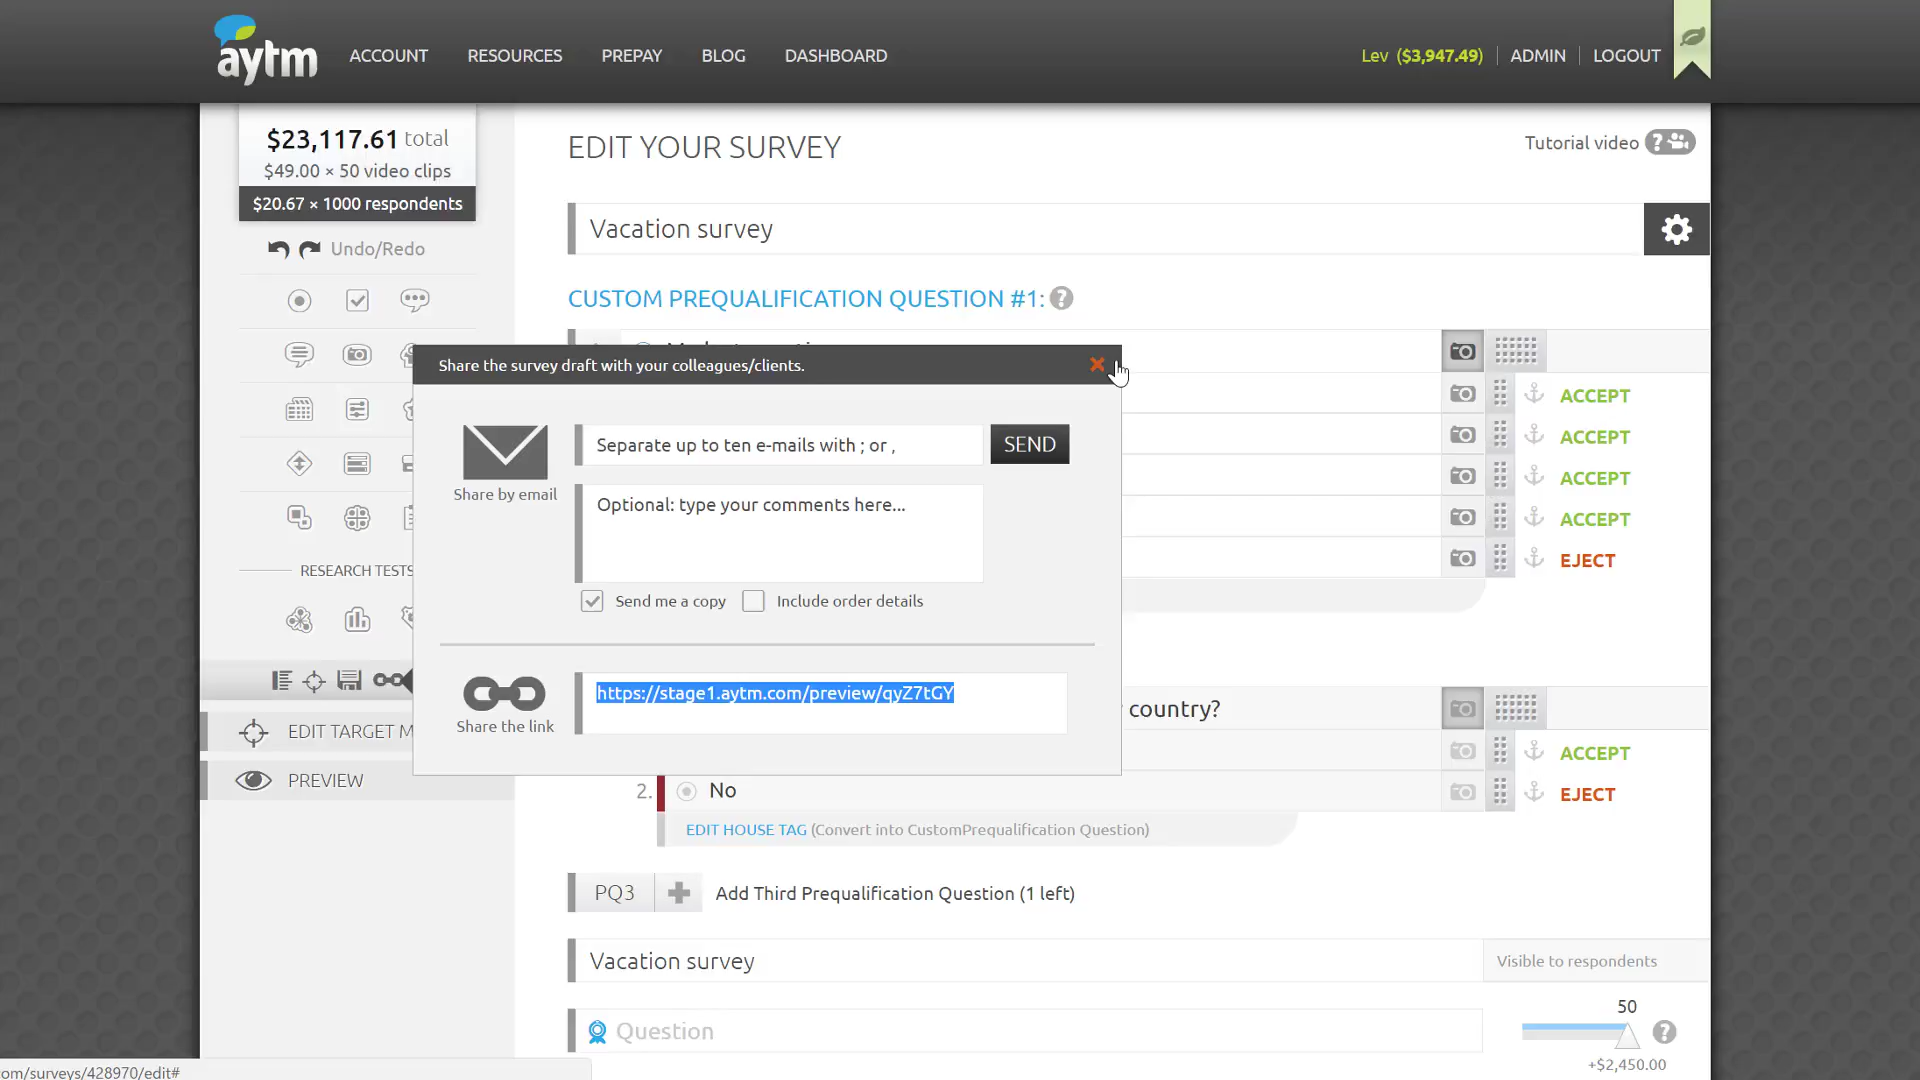 aytm
ACCOUNT
RESOURCES
PREPAY
BLOG
DASHBOARD
Lev ($3,947.49)
ADMIN
LOGOUT
$23,117.61 total
$49.00 × 50 video clips
$20.67 × 1000 respondents
Undo/Redo
RESEARCH TESTS
EDIT TARGET M
PREVIEW
EDIT YOUR SURVEY
Tutorial video ?
Vacation survey
CUSTOM PREQUALIFICATION QUESTION #1: ?
ACCEPT
ACCEPT
ACCEPT
ACCEPT
EJECT
Share the survey draft with your colleagues/clients.
Share by email
Separate up to ten e-mails with ; or ,
SEND
Optional: type your comments here...
Send me a copy
Include order details
Share the link
https://stage1.aytm.com/preview/qyZ7tGY
country?
ACCEPT
2. No
EJECT
EDIT HOUSE TAG (Convert into CustomPrequalification Question)
PQ3
Add Third Prequalification Question (1 left)
Vacation survey
Visible to respondents
Question
50
?
+$2,450.00
om/surveys/428970/edit#